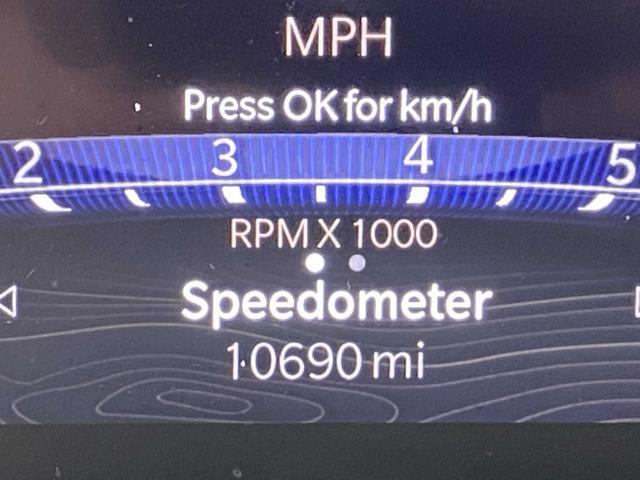 MPH
Press OK for km/h
2 3 4 5
RPM X 1000
Speedometer
10690 mi